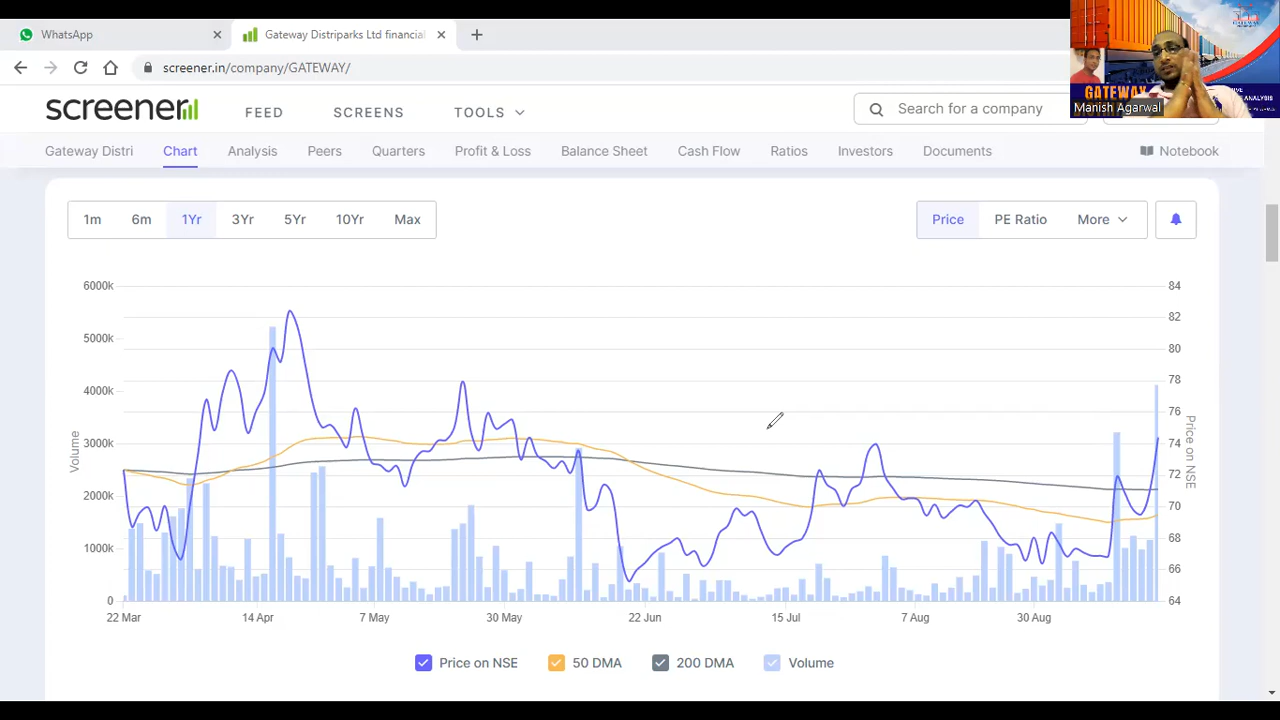 WhatsApp
Gateway Distriparks Ltd financial
screener.in/company/GATEWAY/
screener
FEED
SCREENS
TOOLS
Search for a company
GATEWAY
ANALYSIS
Manish Agarwal
Gateway Distri
Chart
Analysis
Peers
Quarters
Profit & Loss
Balance Sheet
Cash Flow
Ratios
Investors
Documents
Notebook
1m
6m
1Yr
3Yr
5Yr
10Yr
Max
Price
PE Ratio
More
6000k
5000k
4000k
3000k
2000k
1000k
0
Volume
84
82
80
78
76
74
72
70
68
66
64
Price on NSE
22 Mar
14 Apr
7 May
30 May
22 Jun
15 Jul
7 Aug
30 Aug
Price on NSE
50 DMA
200 DMA
Volume